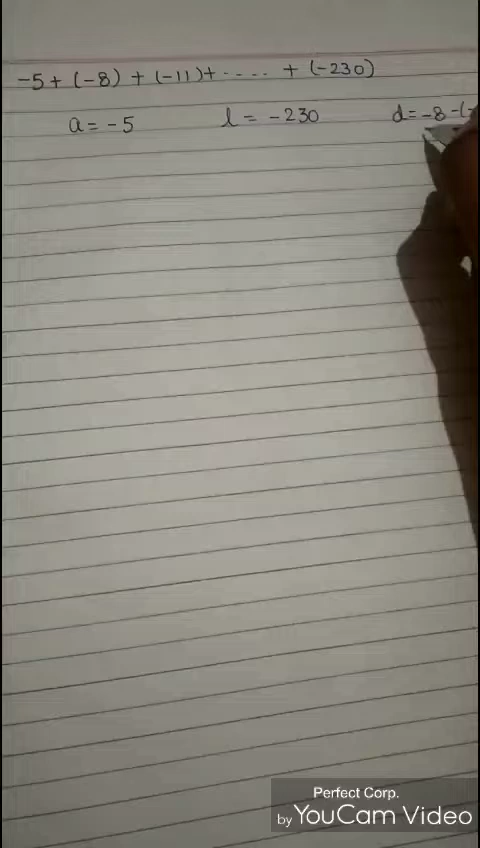 -5 + (-8) + (-11) + ..... + (-230)
a = -5 l = -230 d = -8 -(-
Perfect Corp.
by YouCam Video